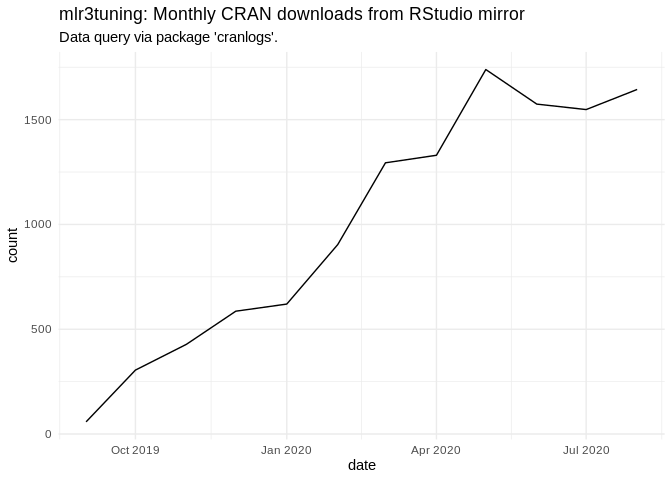 mlr3tuning: Monthly CRAN downloads from RStudio mirror
Data query via package 'cranlogs'.
1500
1000
500
0
count
Oct 2019 Jan 2020 Apr 2020 Jul 2020
date